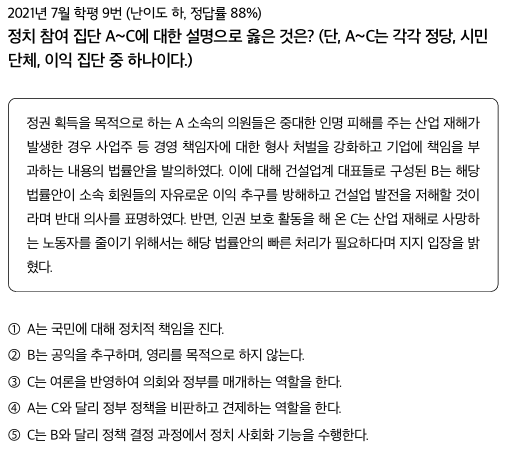 2021년 7월 학평 9번 (난이도 하, 정답률 88%)
정치 참여 집단 A~C에 대한 설명으로 옳은 것은? (단, A~C는 각각 정당, 시민
단체, 이익 집단 중 하나이다.)
정권 획득을 목적으로 하는 A 소속의 의원들은 중대한 인명 피해를 주는 산업 재해가
발생한 경우 사업주 등 경영 책임자에 대한 형사 처벌을 강화하고 기업에 책임을 부
과하는 내용의 법률안을 발의하였다. 이에 대해 건설업계 대표들로 구성된 B는 해당
법률안이 소속 회원들의 자유로운 이익 추구를 방해하고 건설업 발전을 저해할 것이
라며 반대 의사를 표명하였다. 반면, 인권 보호 활동을 해 온 C는 산업 재해로 사망하
는 노동자를 줄이기 위해서는 해당 법률안의 빠른 처리가 필요하다며 지지 입장을 밝
혔다.
① A는 국민에 대해 정치적 책임을 진다.
② B는 공익을 추구하며, 영리를 목적으로 하지 않는다.
③ C는 여론을 반영하여 의회와 정부를 매개하는 역할을 한다.
④ A는 C와 달리 정부 정책을 비판하고 견제하는 역할을 한다.
⑤ C는 B와 달리 정책 결정 과정에서 정치 사회화 기능을 수행한다.